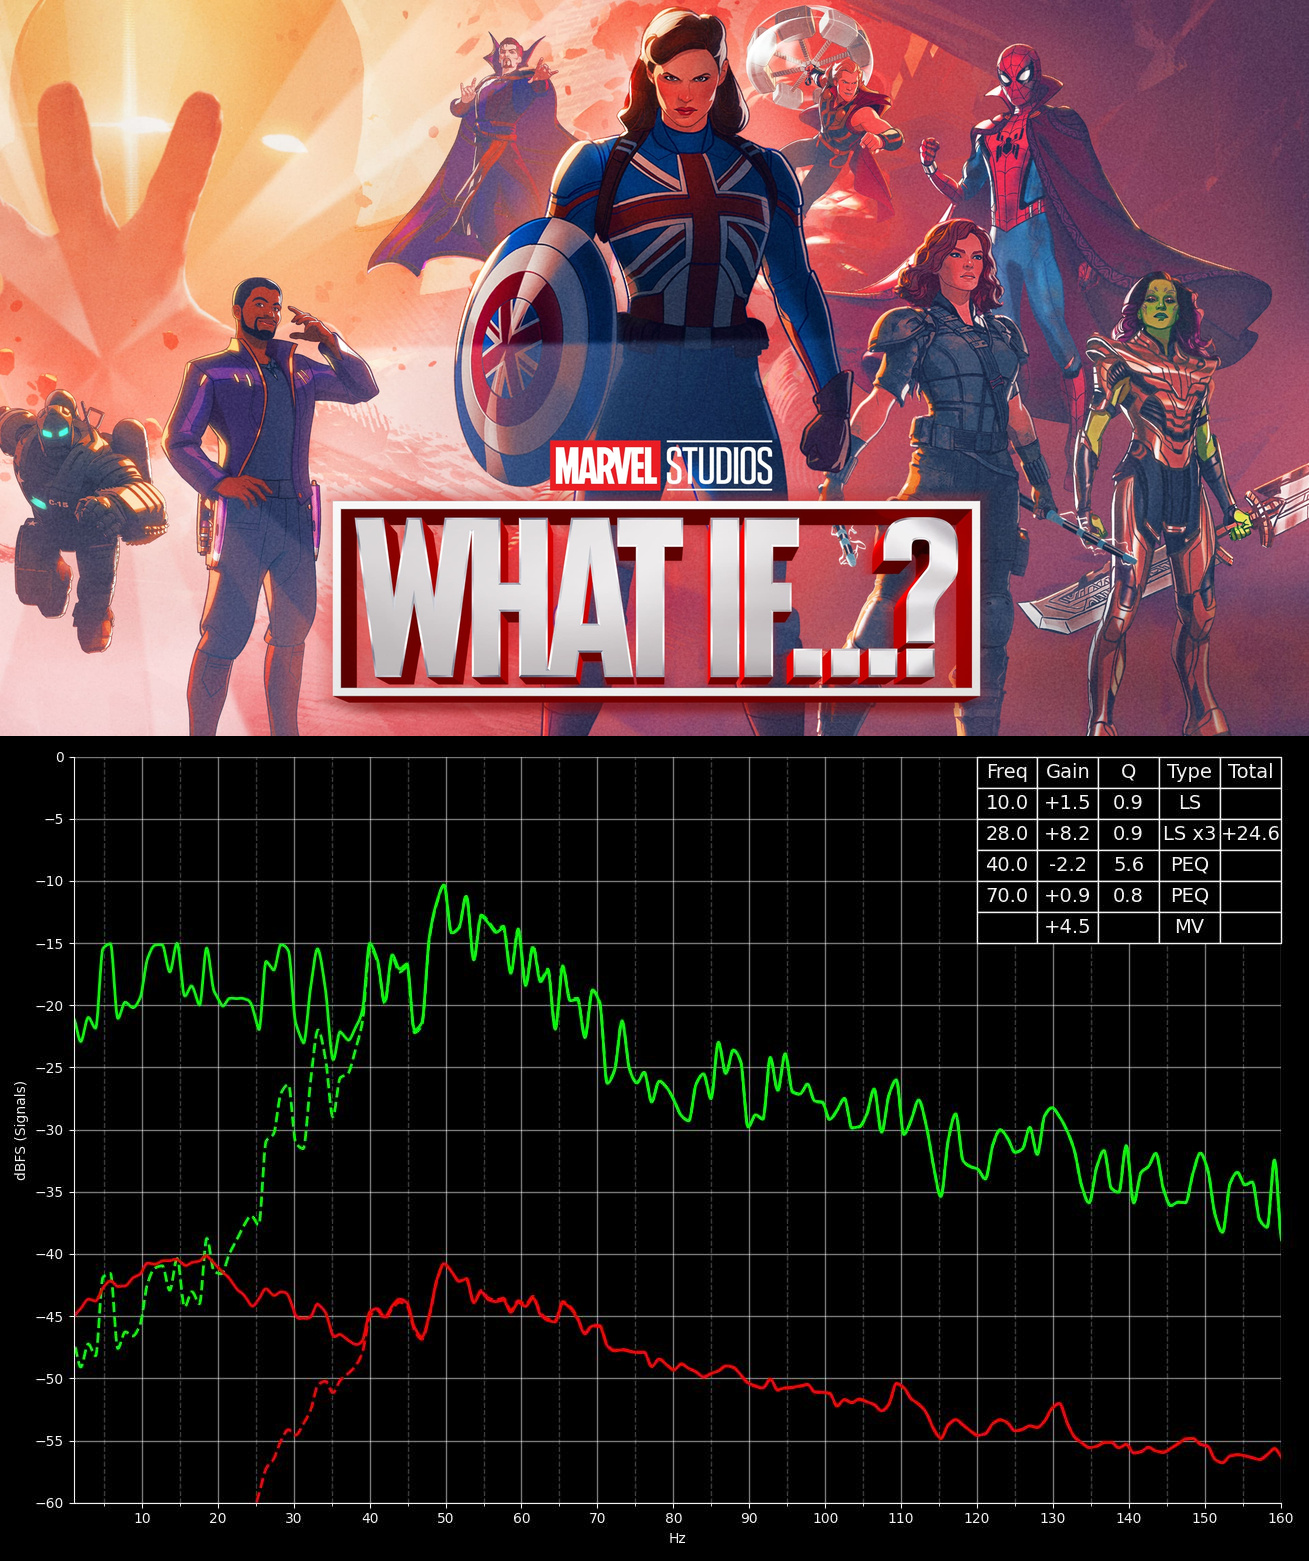 C-15
MARVEL STUDIOS
WHAT IF...?
Freq Gain Q Type Total
10.0 +1.5 0.9 LS
28.0 +8.2 0.9 LS x3 +24.6
40.0 -2.2 5.6 PEQ
70.0 +0.9 0.8 PEQ
+4.5 MV
dBFS (Signals)
0
−5
−10
−15
−20
−25
−30
−35
−40
−45
−50
−55
−60
10 20 30 40 50 60 70 80 90 100 110 120 130 140 150 160
Hz